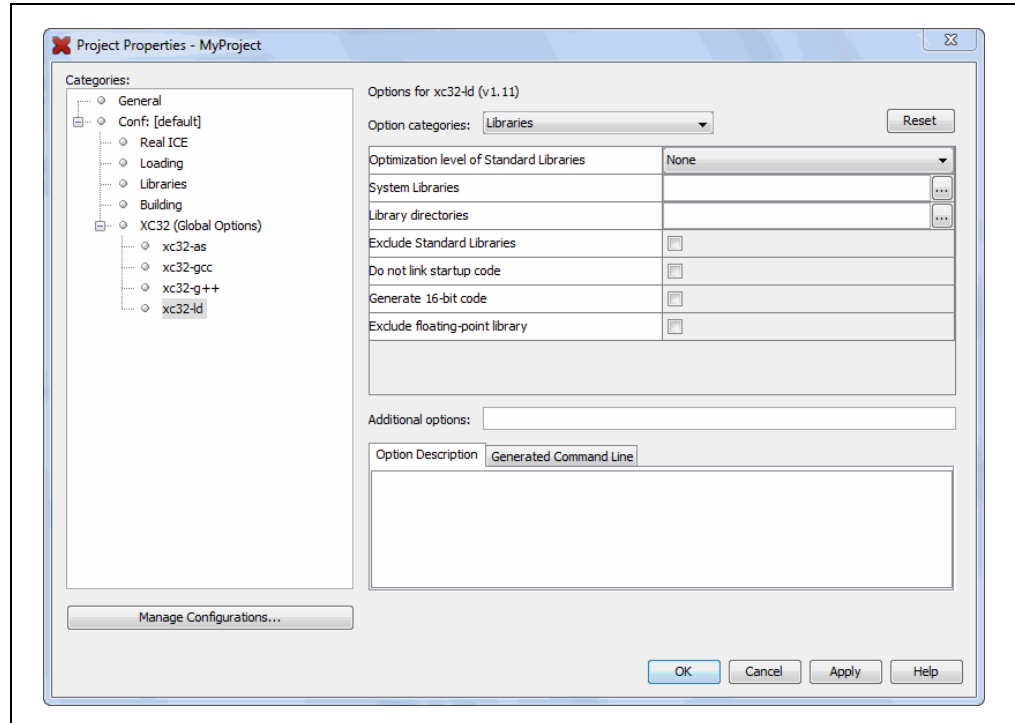 Project Properties - MyProject
Categories:
General
Conf: [default]
Real ICE
Loading
Libraries
Building
XC32 (Global Options)
xc32-as
xc32-gcc
xc32-g++
xc32-ld
Manage Configurations...
Options for xc32-ld (v1.11)
Option categories: Libraries
Reset
Optimization level of Standard Libraries None
System Libraries ...
Library directories ...
Exclude Standard Libraries
Do not link startup code
Generate 16-bit code
Exclude floating-point library
Additional options:
Option Description Generated Command Line
OK Cancel Apply Help